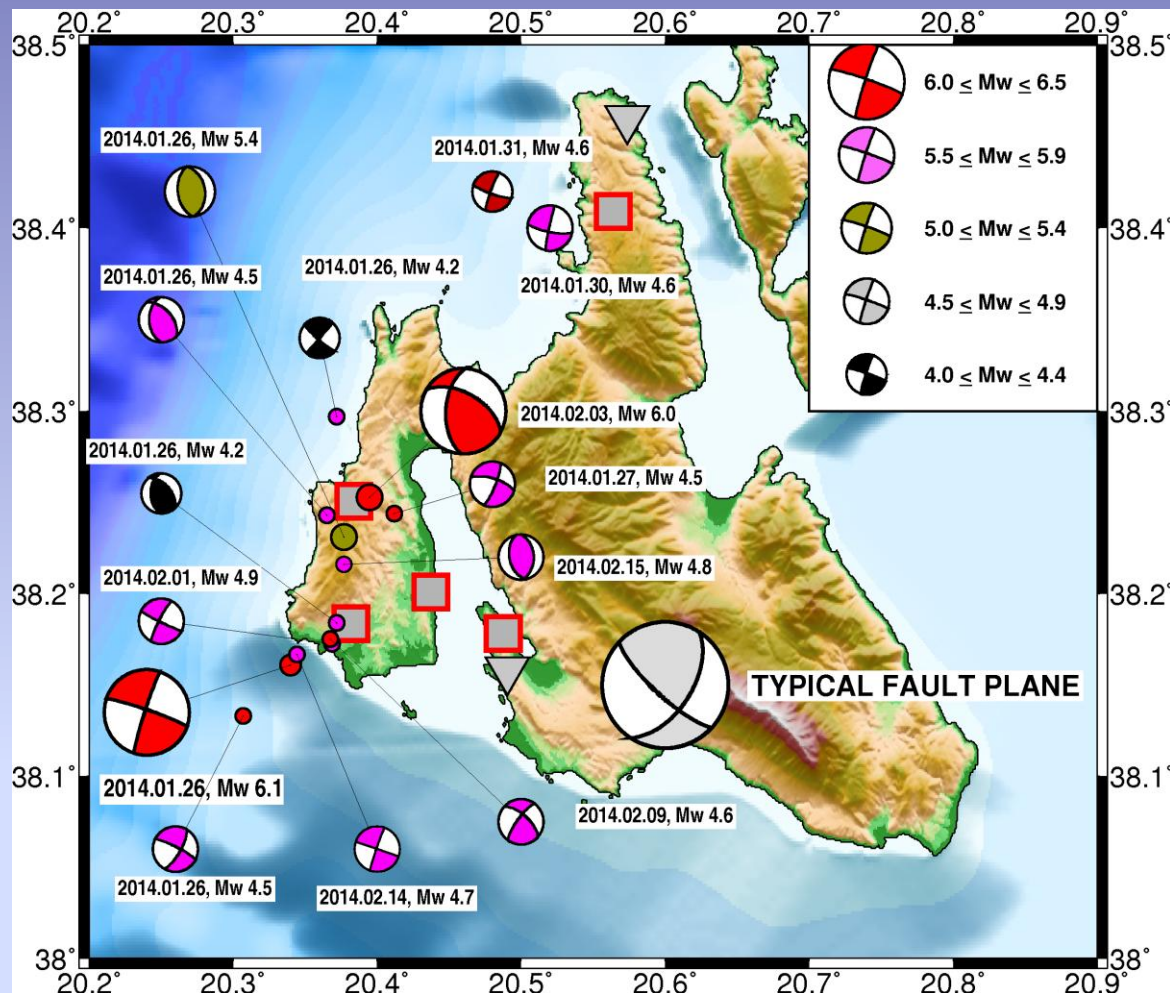 20.2˚ 20.3˚ 20.4˚ 20.5˚ 20.6˚ 20.7˚ 20.8˚ 20.9˚
38.5˚ 38.5˚
6.0 ≤ Mw ≤ 6.5
2014.01.26, Mw 5.4
2014.01.31, Mw 4.6
5.5 ≤ Mw ≤ 5.9
38.4˚ 38.4˚
5.0 ≤ Mw ≤ 5.4
2014.01.26, Mw 4.5
2014.01.26, Mw 4.2
2014.01.30, Mw 4.6
4.5 ≤ Mw ≤ 4.9
4.0 ≤ Mw ≤ 4.4
38.3˚ 38.3˚
2014.02.03, Mw 6.0
2014.01.26, Mw 4.2
2014.01.27, Mw 4.5
2014.02.01, Mw 4.9
2014.02.15, Mw 4.8
38.2˚ 38.2˚
TYPICAL FAULT PLANE
38.1˚ 38.1˚
2014.01.26, Mw 6.1
2014.02.09, Mw 4.6
2014.01.26, Mw 4.5
2014.02.14, Mw 4.7
38˚ 38˚
20.2˚ 20.3˚ 20.4˚ 20.5˚ 20.6˚ 20.7˚ 20.8˚ 20.9˚